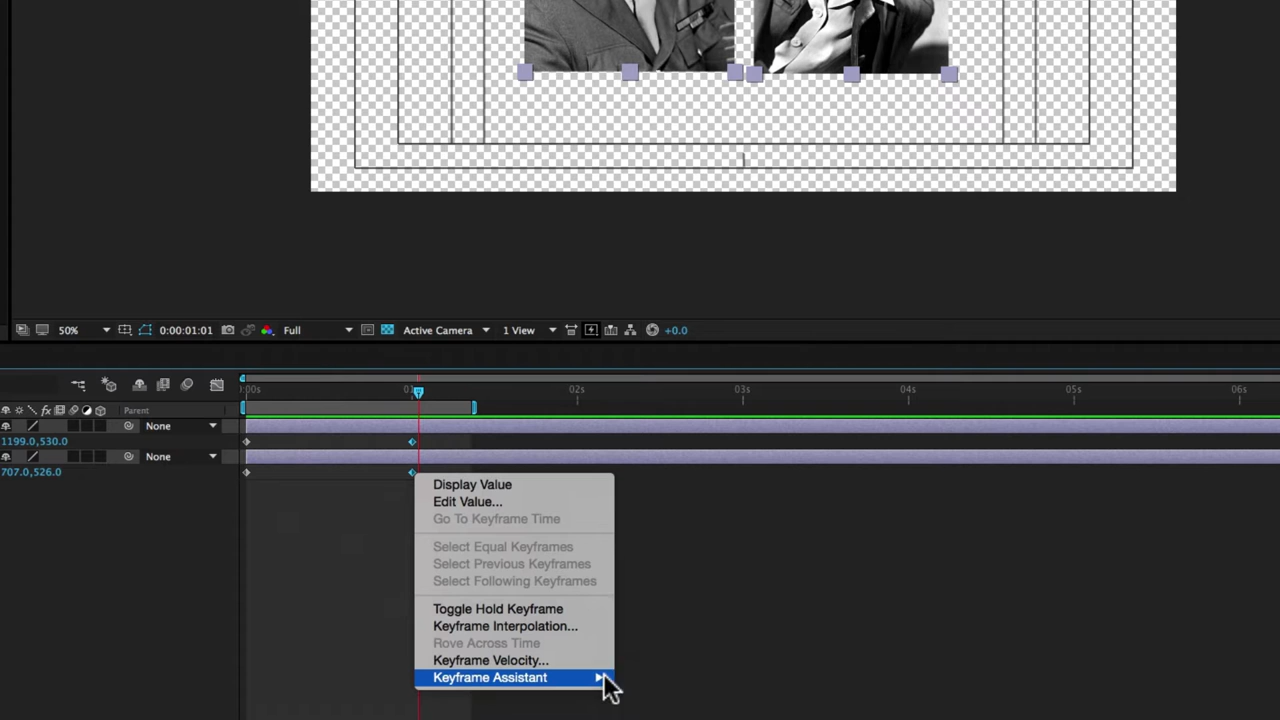 50% 0:00:01:01 Full Active Camera 1 View +0.0
:00s 02s 03s 04s 05s 06s
Parent
None
1199.0,530.0
None
707.0,526.0
Display Value
Edit Value...
Go To Keyframe Time
Select Equal Keyframes
Select Previous Keyframes
Select Following Keyframes
Toggle Hold Keyframe
Keyframe Interpolation...
Rove Across Time
Keyframe Velocity...
Keyframe Assistant